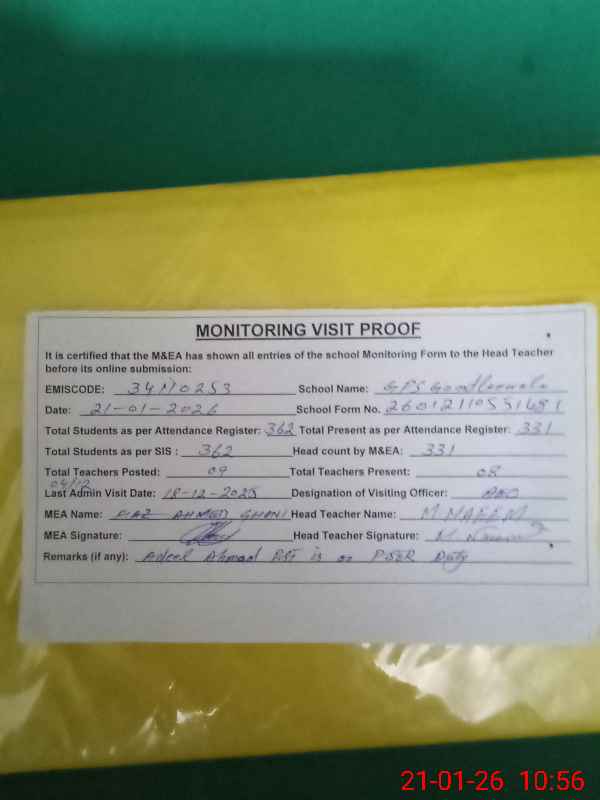 MONITORING VISIT PROOF
It is certified that the M&EA has shown all entries of the school Monitoring Form to the Head Teacher
before its online submission:
EMISCODE: 34110253 School Name: GPS
Date: 21-01-2026 School Form No.
Total Students as per Attendance Register: 362 Total Present as per Attendance Register: 331
Total Students as per SIS : 362 Head count by M&EA: 331
Total Teachers Posted: 09 Total Teachers Present: 08
04/12
Last Admin Visit Date: 18-12-2025 Designation of Visiting Officer: AEO
MEA Name: AHMED GHANI Head Teacher Name: M NAEEM
MEA Signature: Head Teacher Signature: M
Remarks (if any): Adeel Ahmad PST is on PSER Duty
21-01-26 10:56